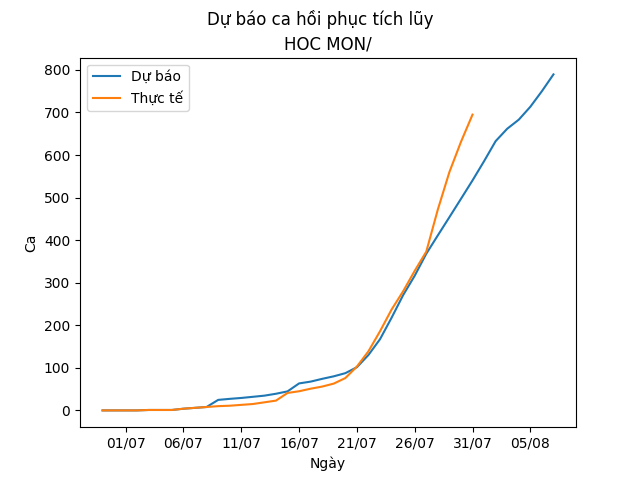 Dự báo ca hồi phục tích lũy
HOC MON/
Dự báo
Thực tế
Ca
800
700
600
500
400
300
200
100
0
01/07 06/07 11/07 16/07 21/07 26/07 31/07 05/08
Ngày